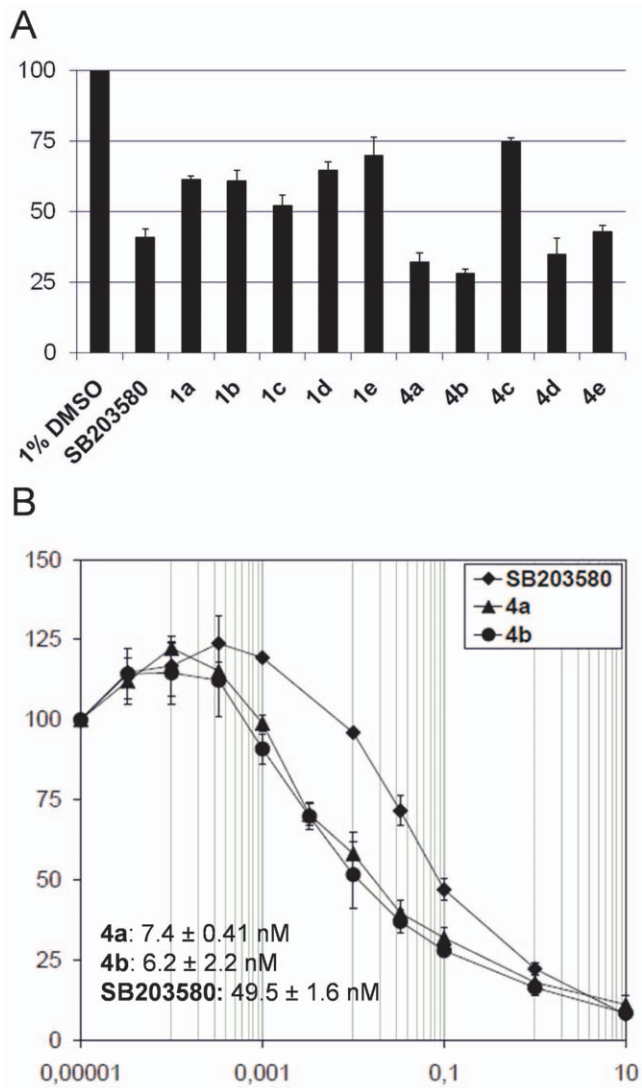 A
100
75
50
25
0
1% DMSO
SB203580
1a
1b
1c
1d
1e
4a
4b
4c
4d
4e
B
150
125
100
75
50
25
0
SB203580
4a
4b
4a: 7.4 ± 0.41 nM
4b: 6.2 ± 2.2 nM
SB203580: 49.5 ± 1.6 nM
0,00001 0,001 0,1 10